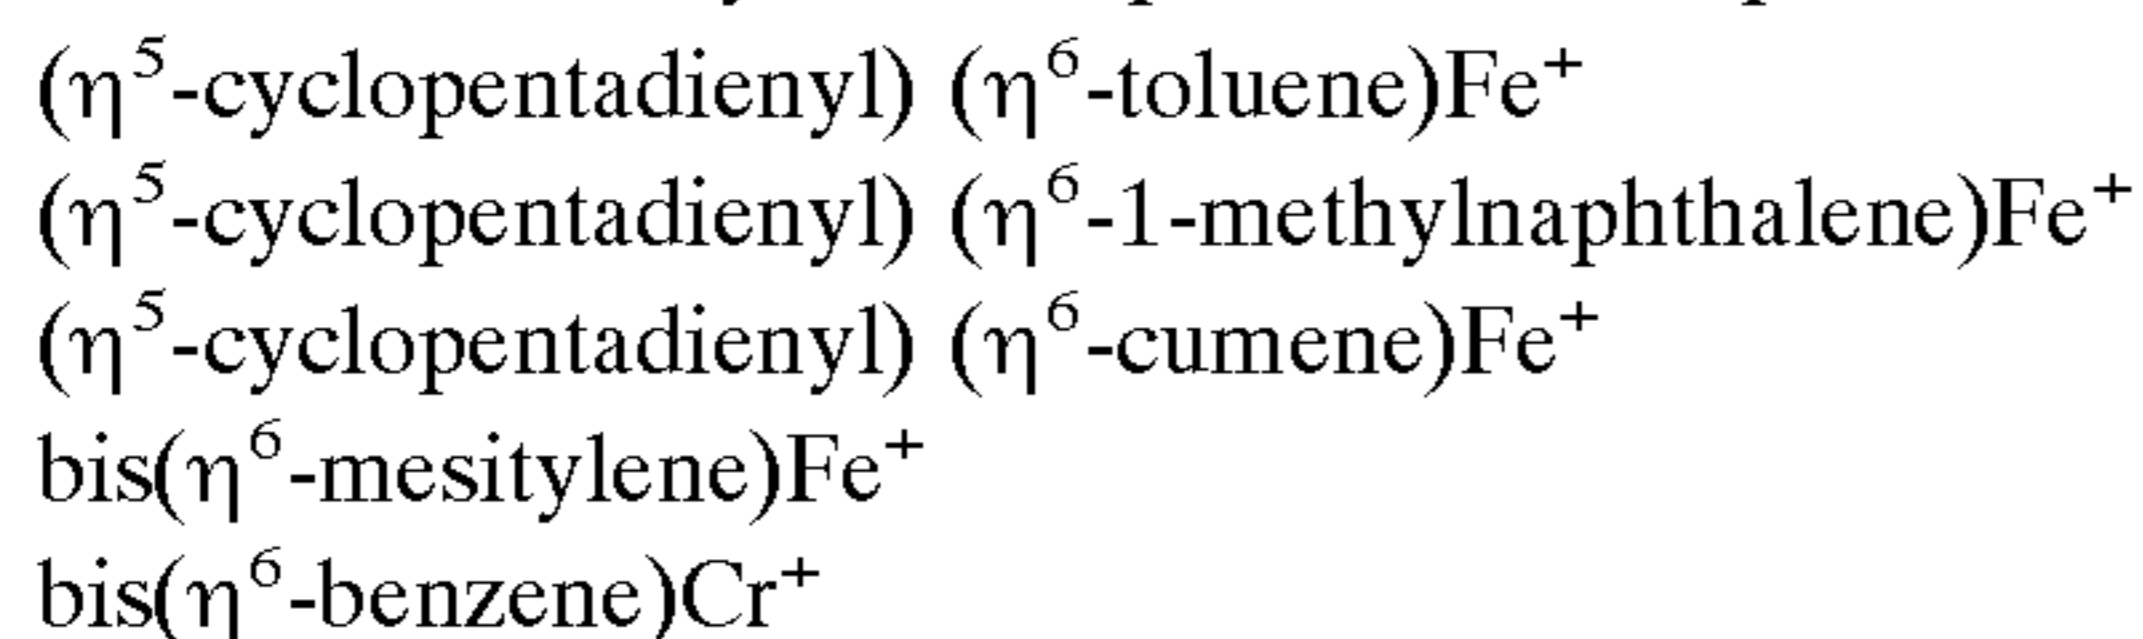 (η⁵-cyclopentadienyl) (η⁶-toluene)Fe⁺
(η⁵-cyclopentadienyl) (η⁶-1-methylnaphthalene)Fe⁺
(η⁵-cyclopentadienyl) (η⁶-cumene)Fe⁺
bis(η⁶-mesitylene)Fe⁺
bis(η⁶-benzene)Cr⁺